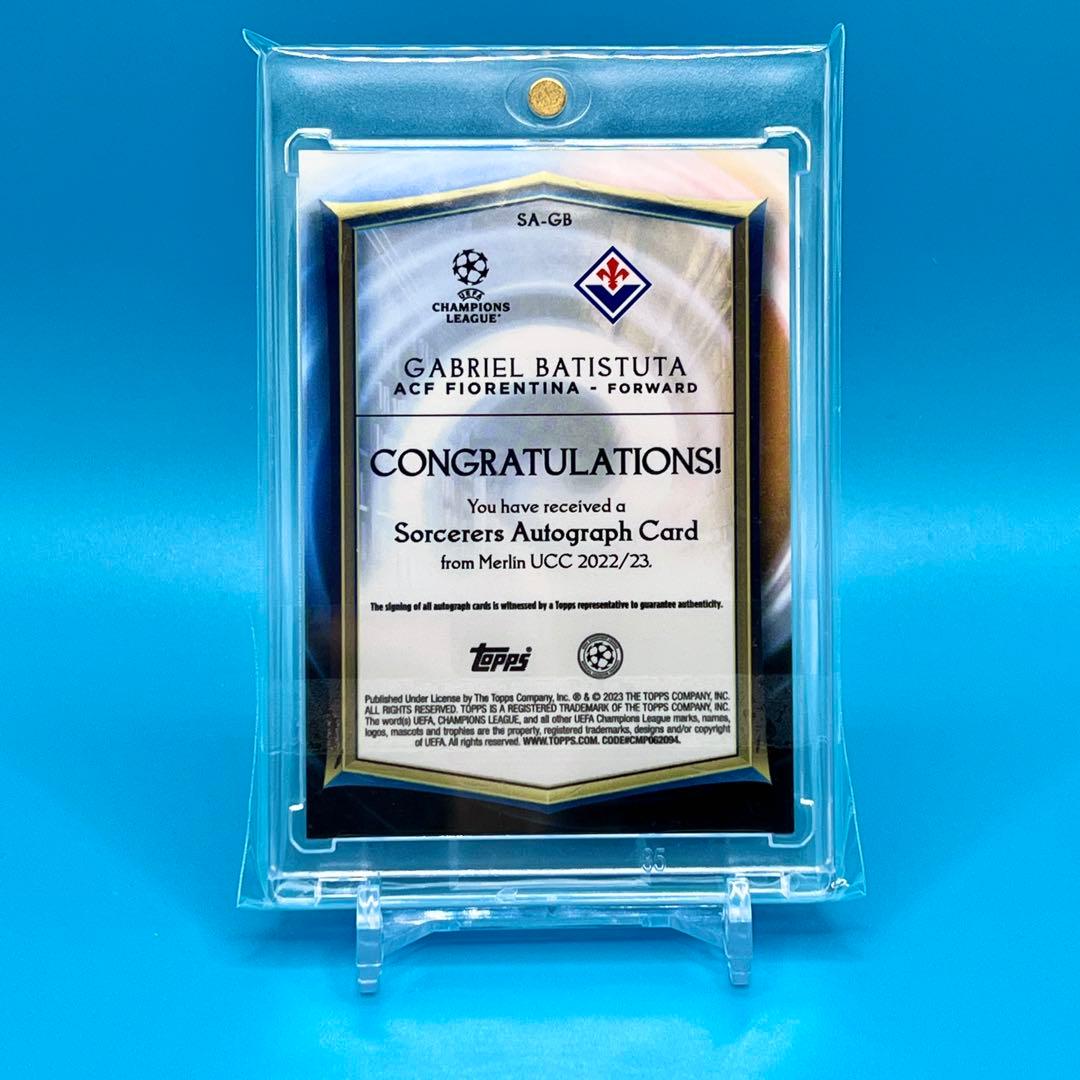 SA-GB
UEFA
CHAMPIONS
LEAGUE®
GABRIEL BATISTUTA
ACF FIORENTINA - FORWARD
CONGRATULATIONS!
You have received a
Sorcerers Autograph Card
from Merlin UCC 2022/23.
The signing of all autograph cards is witnessed by a Topps representative to guarantee authenticity.
topps®
Published Under License by The Topps Company, Inc. ® & © 2023 THE TOPPS COMPANY, INC.
ALL RIGHTS RESERVED. TOPPS IS A REGISTERED TRADEMARK OF THE TOPPS COMPANY, INC.
The word(s) UEFA, CHAMPIONS LEAGUE, and all other UEFA Champions League marks, names,
logos, mascots and trophies are the property, registered trademarks, designs and/or copyright
of UEFA. All rights reserved. WWW.TOPPS.COM. CODE#CMP062094.
35